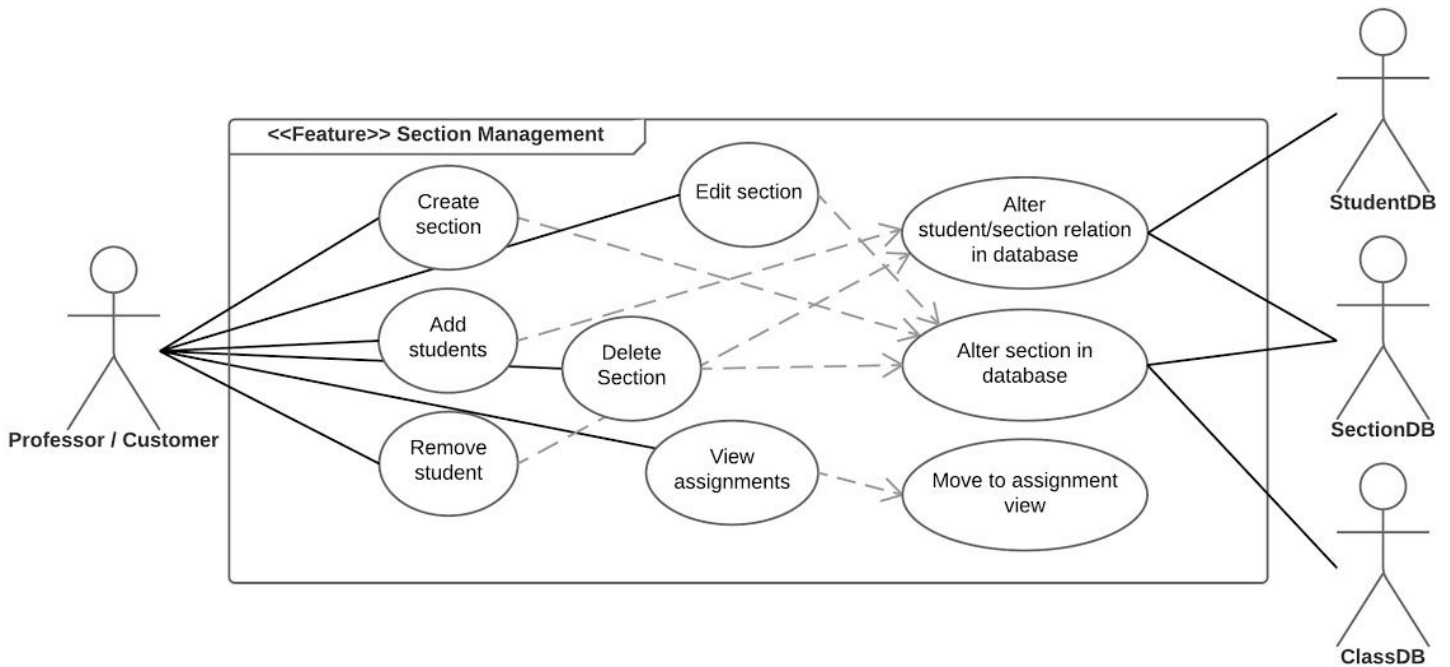 <<Feature>> Section Management
Create
section
Edit section
Alter
student/section relation
in database
StudentDB
Add
students
Delete
Section
Alter section in
database
Professor / Customer
SectionDB
Remove
student
View
assignments
Move to assignment
view
ClassDB